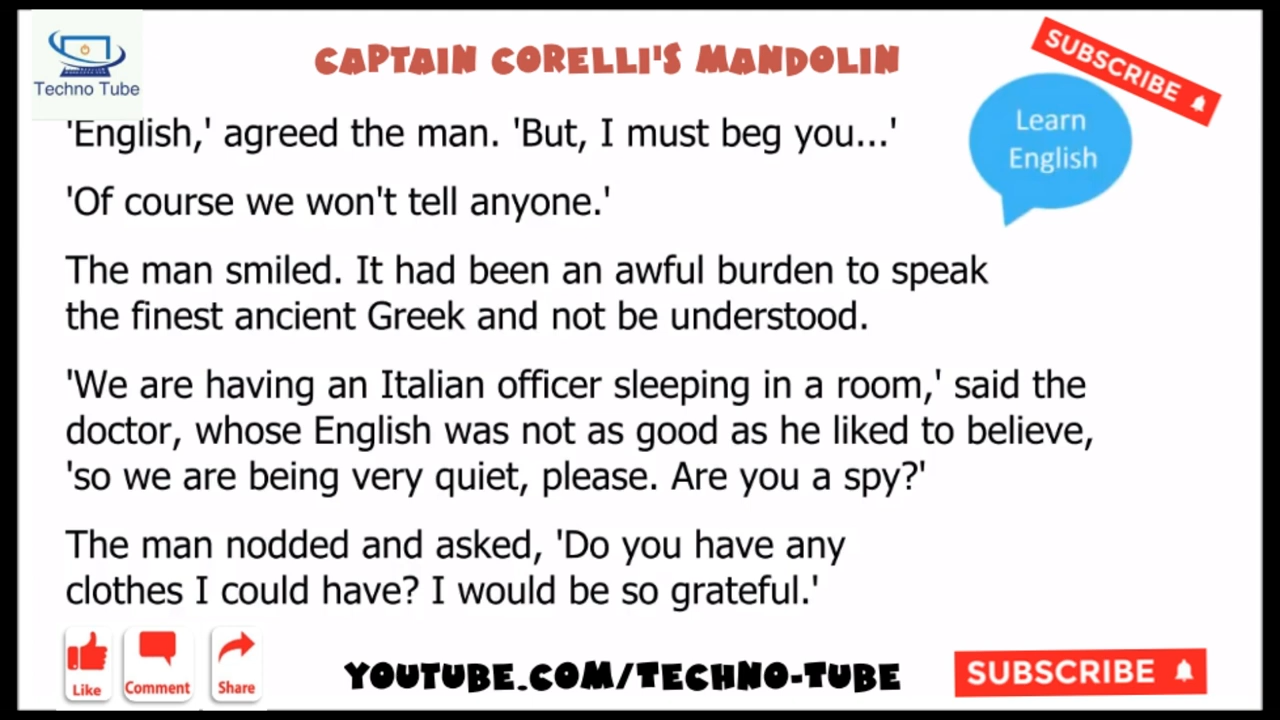 CAPTAIN CORELLI'S MANDOLIN
SUBSCRIBE
Techno Tube
Learn
English
'English,' agreed the man. 'But, I must beg you...'
'Of course we won't tell anyone.'
The man smiled. It had been an awful burden to speak
the finest ancient Greek and not be understood.
'We are having an Italian officer sleeping in a room,' said the
doctor, whose English was not as good as he liked to believe,
'so we are being very quiet, please. Are you a spy?'
The man nodded and asked, 'Do you have any
clothes I could have? I would be so grateful.'
Like
Comment
Share
YOUTUBE.COM/TECHNO-TUBE
SUBSCRIBE